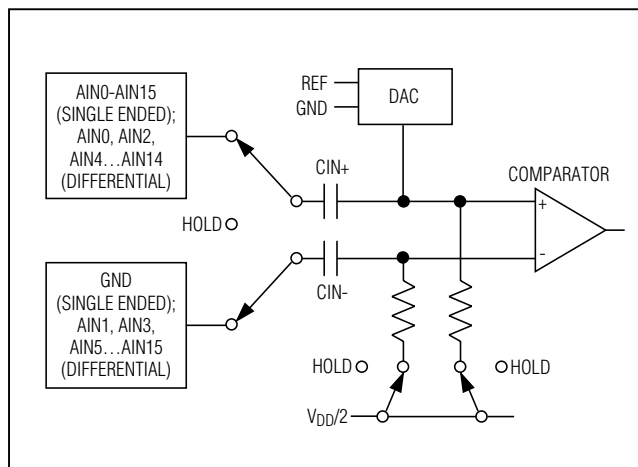 AIN0-AIN15
(SINGLE ENDED);
AIN0, AIN2,
AIN4...AIN14
(DIFFERENTIAL)
REF
GND
DAC
CIN+
COMPARATOR
+
-
HOLD
CIN-
GND
(SINGLE ENDED);
AIN1, AIN3,
AIN5...AIN15
(DIFFERENTIAL)
HOLD
HOLD
VDD/2